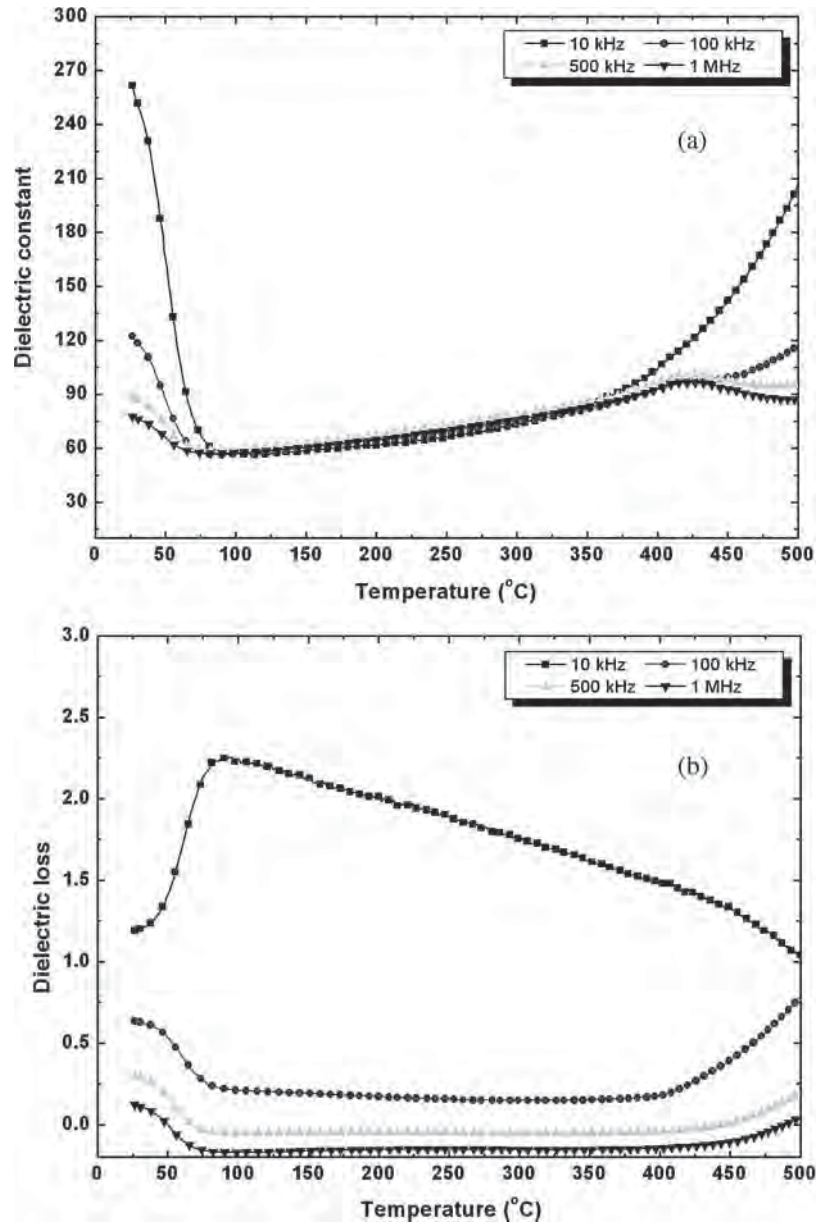 300
270
240
210
180
150
120
90
60
30
Dielectric constant
10 kHz 100 kHz
500 kHz 1 MHz
(a)
0 50 100 150 200 250 300 350 400 450 500
Temperature (°C)
3.0
2.5
2.0
1.5
1.0
0.5
0.0
Dielectric loss
10 kHz 100 kHz
500 kHz 1 MHz
(b)
0 50 100 150 200 250 300 350 400 450 500
Temperature (°C)